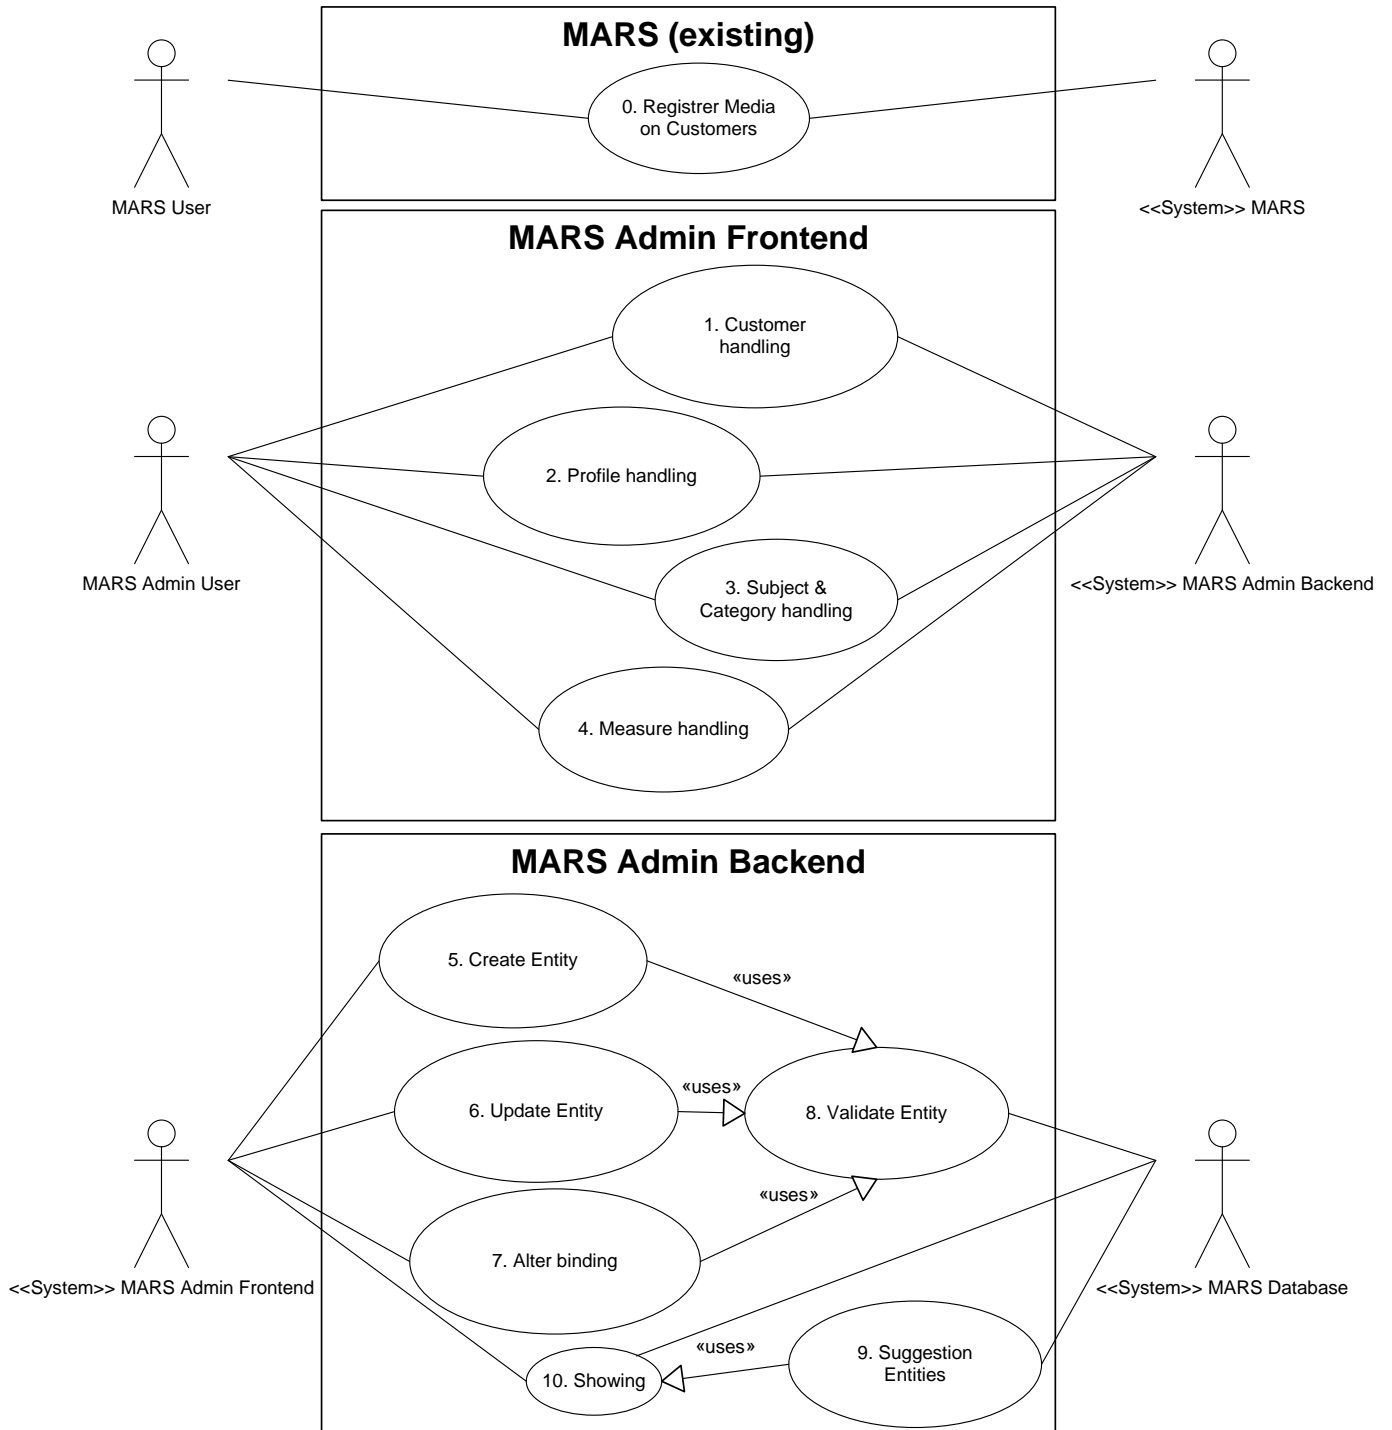 MARS (existing)
0. Registrer Media
on Customers
MARS User
<<System>> MARS
MARS Admin Frontend
1. Customer
handling
2. Profile handling
3. Subject &
Category handling
4. Measure handling
MARS Admin User
<<System>> MARS Admin Backend
MARS Admin Backend
5. Create Entity
«uses»
6. Update Entity
«uses»
8. Validate Entity
«uses»
7. Alter binding
<<System>> MARS Admin Frontend
<<System>> MARS Database
«uses»
9. Suggestion
Entities
10. Showing